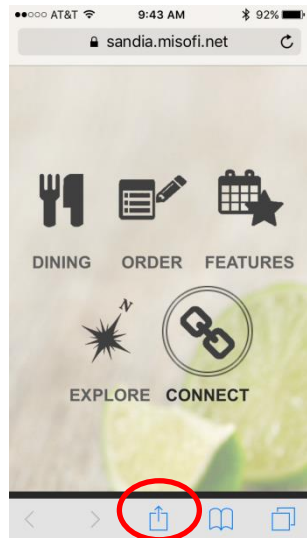 AT&T 9:43 AM 92%
sandia.misofi.net
DINING ORDER FEATURES
N
EXPLORE CONNECT